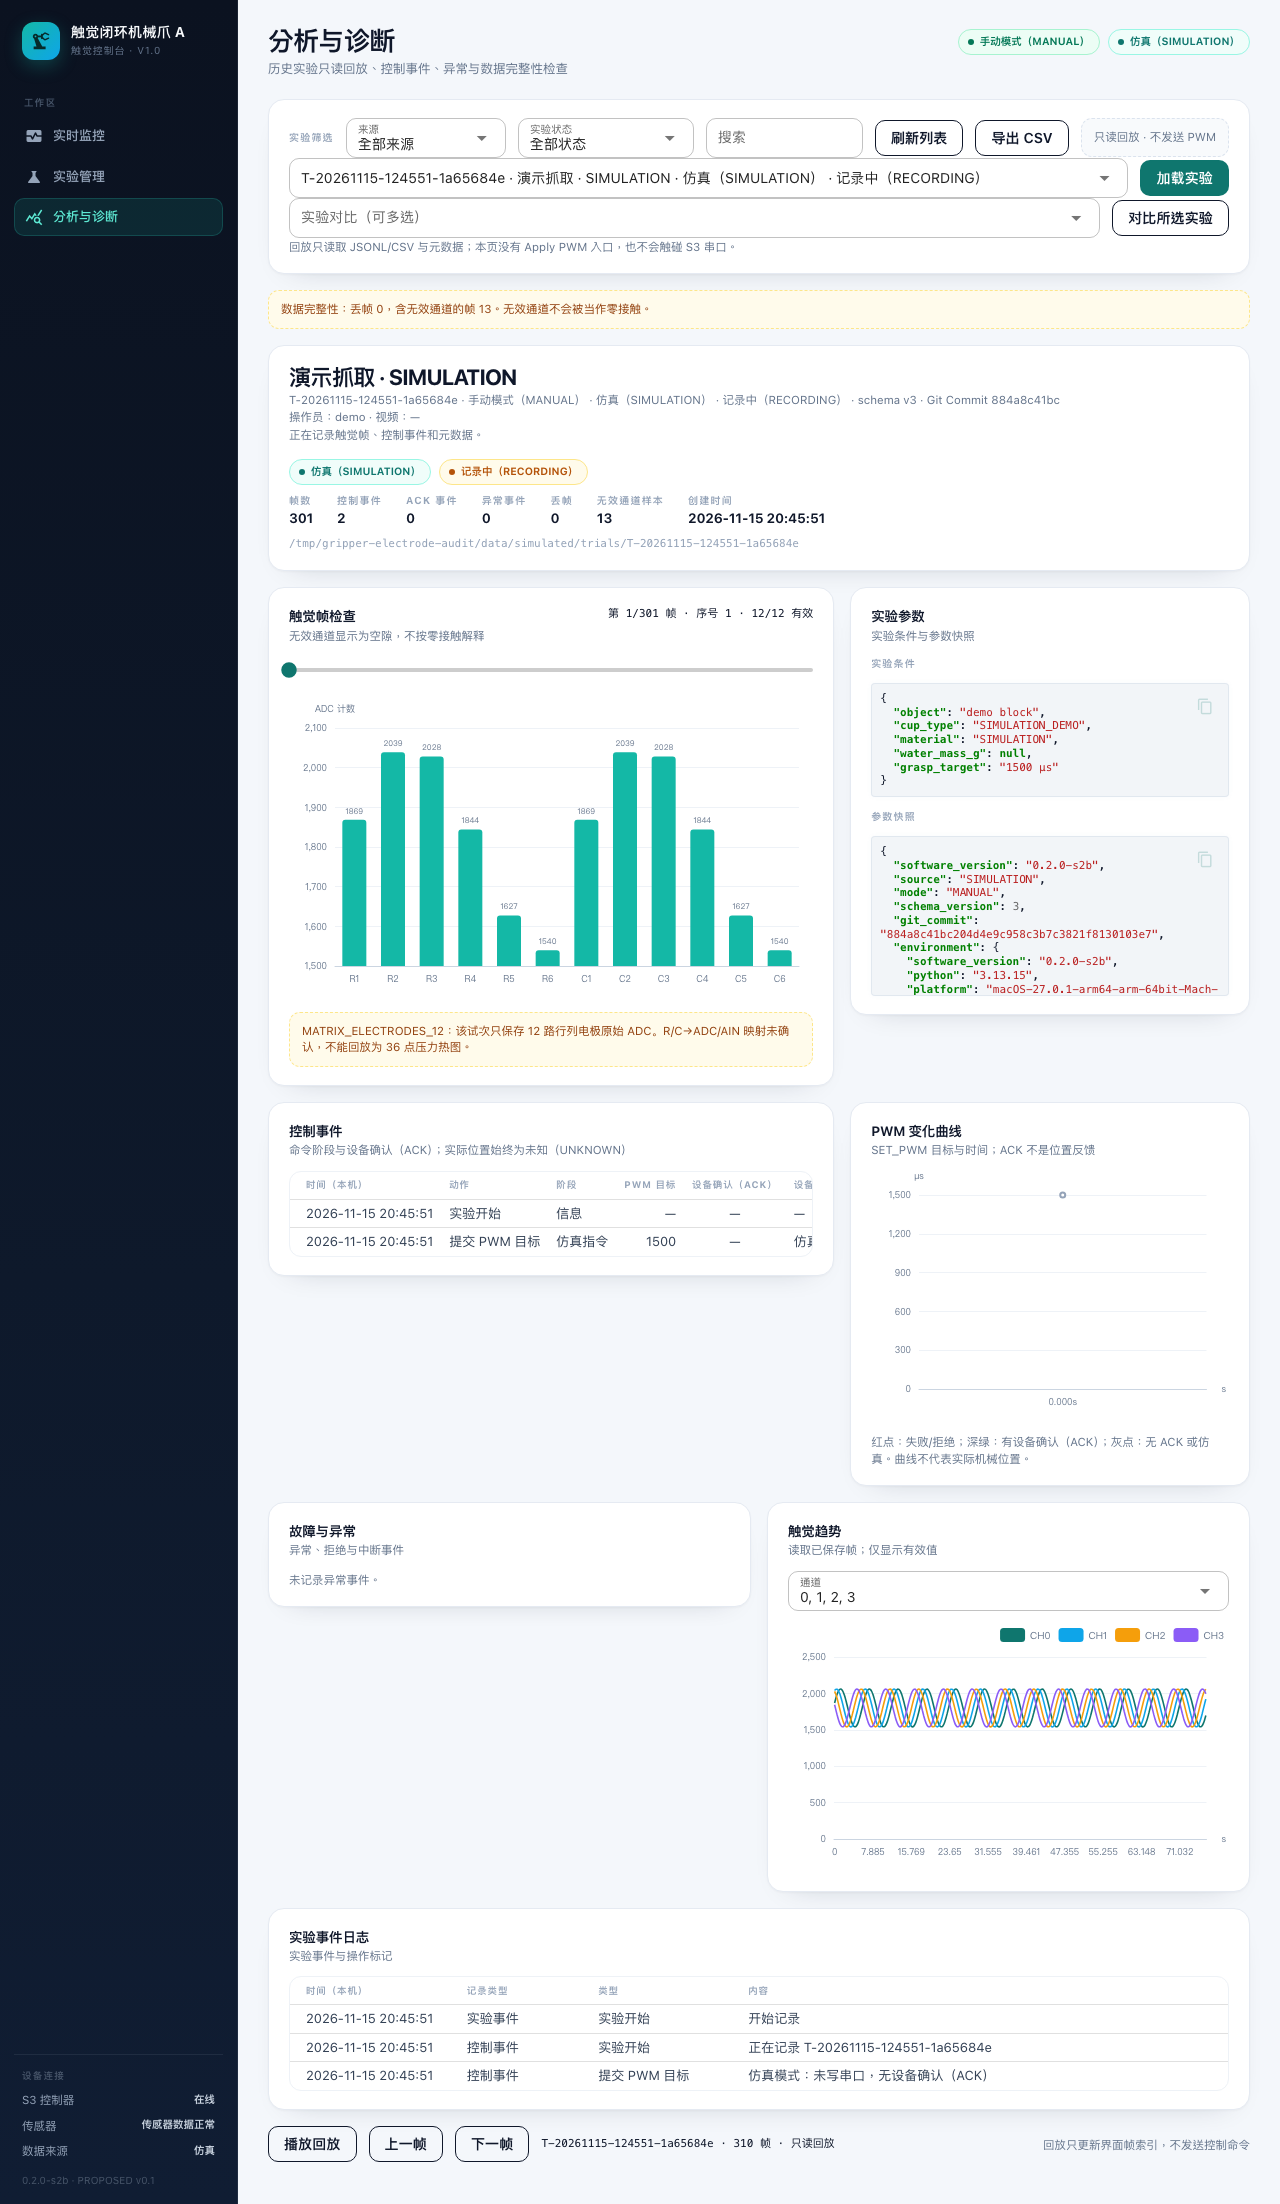 触觉闭环机械爪 A
触觉控制台 · V1.0
工作区
实时监控
实验管理
分析与诊断
分析与诊断
历史实验只读回放、控制事件、异常与数据完整性检查
手动模式（MANUAL）
仿真（SIMULATION）
实验筛选
来源
全部来源
实验状态
全部状态
搜索
刷新列表
导出 CSV
只读回放 · 不发送 PWM
T-20261115-124551-1a65684e · 演示抓取 · SIMULATION · 仿真（SIMULATION） · 记录中（RECORDING）
加载实验
实验对比（可多选）
对比所选实验
回放只读取 JSONL/CSV 与元数据；本页没有 Apply PWM 入口，也不会触碰 S3 串口。
数据完整性：丢帧 0，含无效通道的帧 13。无效通道不会被当作零接触。
演示抓取 · SIMULATION
T-20261115-124551-1a65684e · 手动模式（MANUAL） · 仿真（SIMULATION） · 记录中（RECORDING） · schema v3 · Git Commit 884a8c41bc
操作员：demo · 视频：—
正在记录触觉帧、控制事件和元数据。
仿真（SIMULATION）
记录中（RECORDING）
帧数 控制事件 ACK 事件 异常事件 丢帧 无效通道样本 创建时间
301 2 0 0 0 13 2026-11-15 20:45:51
/tmp/gripper-electrode-audit/data/simulated/trials/T-20261115-124551-1a65684e
触觉帧检查
无效通道显示为空隙，不按零接触解释
第 1/301 帧 · 序号 1 · 12/12 有效
ADC 计数
2,100
2,000
1,900
1,800
1,700
1,600
1,500
1869 2039 2028 1844 1627 1540 1869 2039 2028 1844 1627 1540
R1 R2 R3 R4 R5 R6 C1 C2 C3 C4 C5 C6
MATRIX_ELECTRODES_12：该试次只保存 12 路行列电极原始 ADC。R/C→ADC/AIN 映射未确
认，不能回放为 36 点压力热图。
实验参数
实验条件与参数快照
实验条件
{
"object": "demo block",
"cup_type": "SIMULATION_DEMO",
"material": "SIMULATION",
"water_mass_g": null,
"grasp_target": "1500 µs"
}
参数快照
{
"software_version": "0.2.0-s2b",
"source": "SIMULATION",
"mode": "MANUAL",
"schema_version": 3,
"git_commit":
"884a8c41bc204d4e9c958c3b7c3821f8130103e7",
"environment": {
"software_version": "0.2.0-s2b",
"python": "3.13.15",
"platform": "macOS-27.0.1-arm64-arm-64bit-Mach-
控制事件
命令阶段与设备确认（ACK）；实际位置始终为未知（UNKNOWN）
时间（本机） 动作 阶段 PWM 目标 设备确认（ACK） 设备
2026-11-15 20:45:51 实验开始 信息 — — —
2026-11-15 20:45:51 提交 PWM 目标 仿真指令 1500 — 仿真
PWM 变化曲线
SET_PWM 目标与时间；ACK 不是位置反馈
µs
1,500
1,200
900
600
300
0
s
0.000s
红点：失败/拒绝；深绿：有设备确认（ACK）；灰点：无 ACK 或仿
真。曲线不代表实际机械位置。
故障与异常
异常、拒绝与中断事件
未记录异常事件。
触觉趋势
读取已保存帧；仅显示有效值
通道
0, 1, 2, 3
CH0 CH1 CH2 CH3
2,500
2,000
1,500
1,000
500
0
s
0 7.885 15.769 23.65 31.555 39.461 47.355 55.255 63.148 71.032
实验事件日志
实验事件与操作标记
时间（本机） 记录类型 类型 内容
2026-11-15 20:45:51 实验事件 实验开始 开始记录
2026-11-15 20:45:51 控制事件 实验开始 正在记录 T-20261115-124551-1a65684e
2026-11-15 20:45:51 控制事件 提交 PWM 目标 仿真模式：未写串口，无设备确认（ACK）
播放回放
上一帧
下一帧
T-20261115-124551-1a65684e · 310 帧 · 只读回放
回放只更新界面帧索引，不发送控制命令
设备连接
S3 控制器 在线
传感器 传感器数据正常
数据来源 仿真
0.2.0-s2b · PROPOSED v0.1